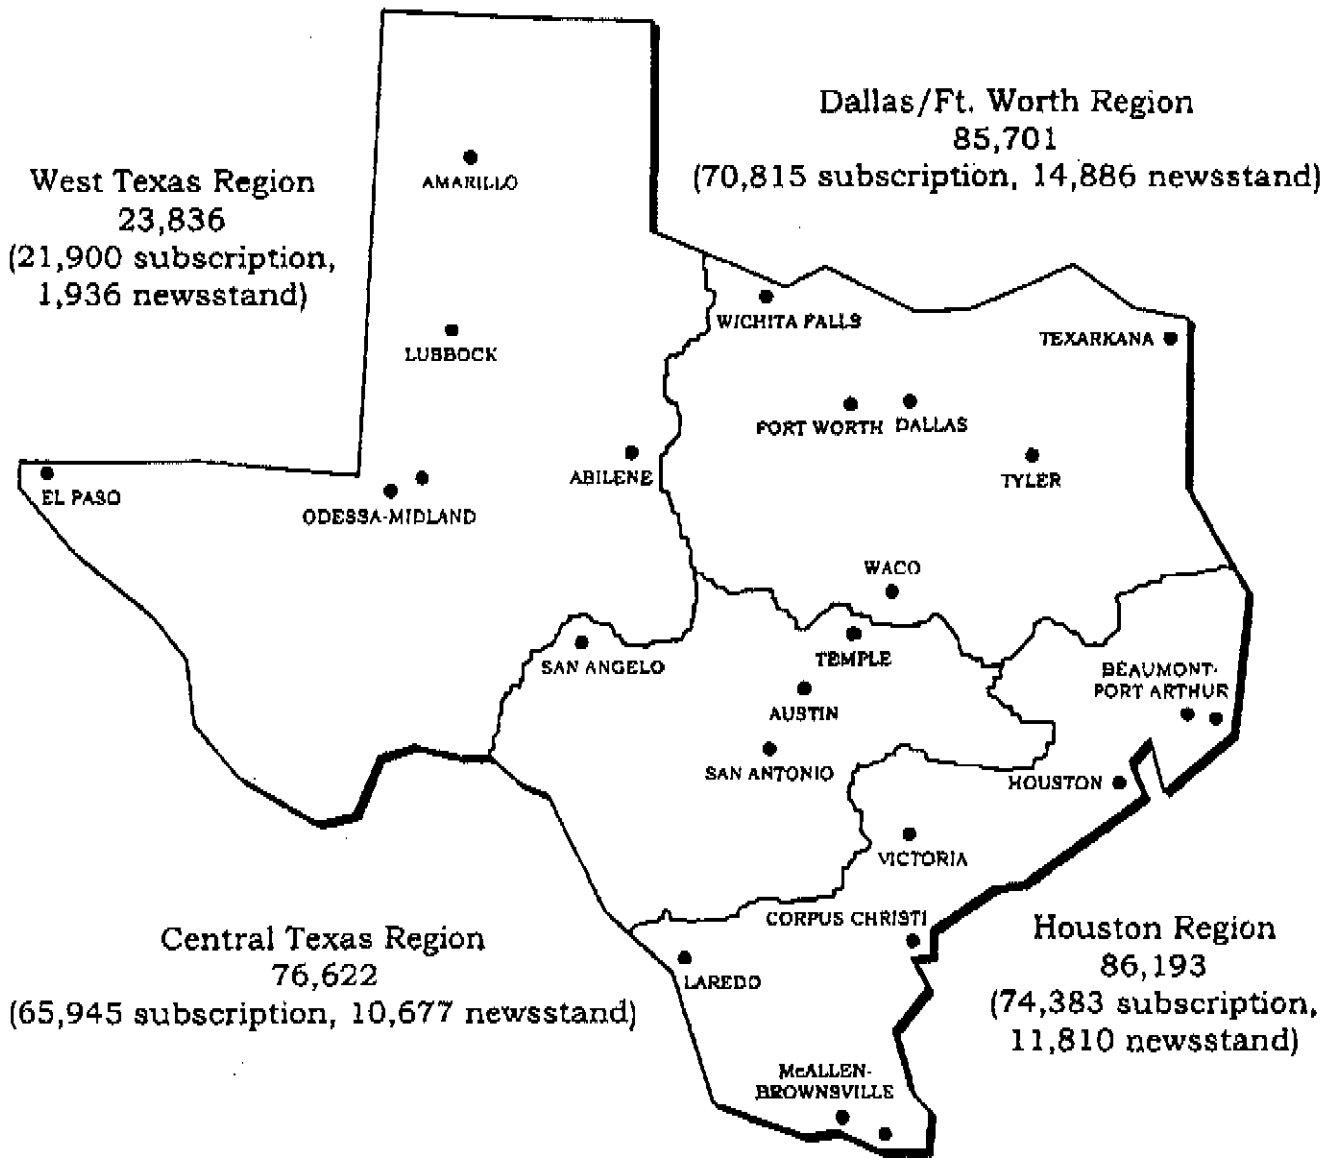 Dallas/Ft. Worth Region
85,701
(70,815 subscription, 14,886 newsstand)
West Texas Region
23,836
(21,900 subscription,
1,936 newsstand)
AMARILLO
WICHITA FALLS
TEXARKANA
LUBBOCK
FORT WORTH
DALLAS
ABILENE
TYLER
EL PASO
ODESSA-MIDLAND
WACO
SAN ANGELO
TEMPLE
BEAUMONT-
PORT ARTHUR
AUSTIN
SAN ANTONIO
HOUSTON
VICTORIA
CORPUS CHRISTI
LAREDO
Central Texas Region
76,622
(65,945 subscription, 10,677 newsstand)
Houston Region
86,193
(74,383 subscription,
11,810 newsstand)
McALLEN-
BROWNSVILLE